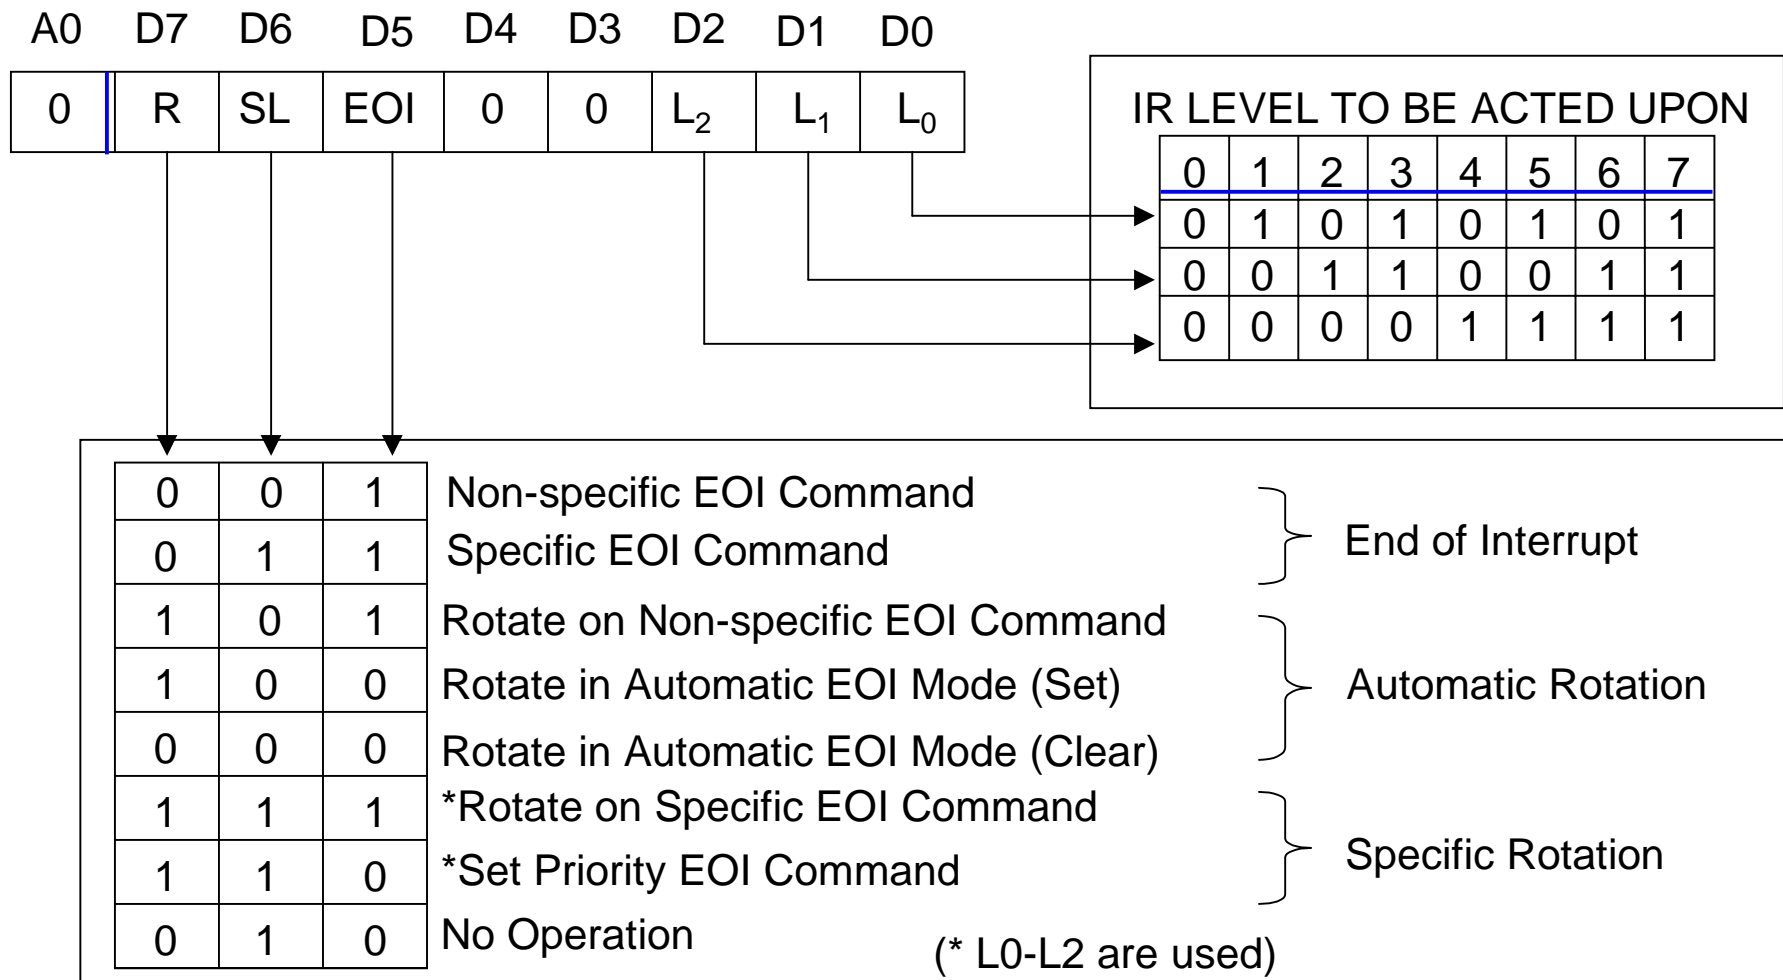 A0 D7 D6 D5 D4 D3 D2 D1 D0
0 R SL EOI 0 0 L₂ L₁ L₀
IR LEVEL TO BE ACTED UPON
0 1 2 3 4 5 6 7
0 1 0 1 0 1 0 1
0 0 1 1 0 0 1 1
0 0 0 0 1 1 1 1
0 0 1 Non-specific EOI Command
0 1 1 Specific EOI Command
End of Interrupt
1 0 1 Rotate on Non-specific EOI Command
1 0 0 Rotate in Automatic EOI Mode (Set)
0 0 0 Rotate in Automatic EOI Mode (Clear)
Automatic Rotation
1 1 1 *Rotate on Specific EOI Command
1 1 0 *Set Priority EOI Command
Specific Rotation
0 1 0 No Operation
(* L0-L2 are used)